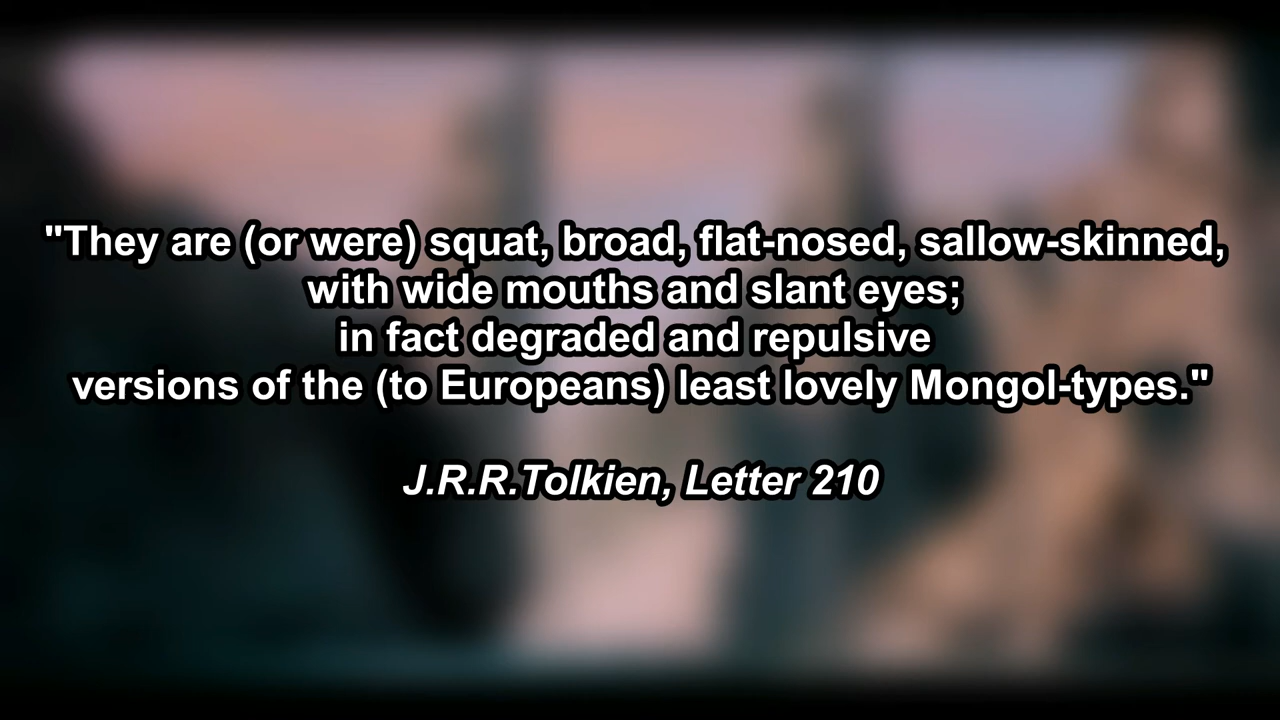 "They are (or were) squat, broad, flat-nosed, sallow-skinned,
with wide mouths and slant eyes;
in fact degraded and repulsive
versions of the (to Europeans) least lovely Mongol-types."
J.R.R.Tolkien, Letter 210